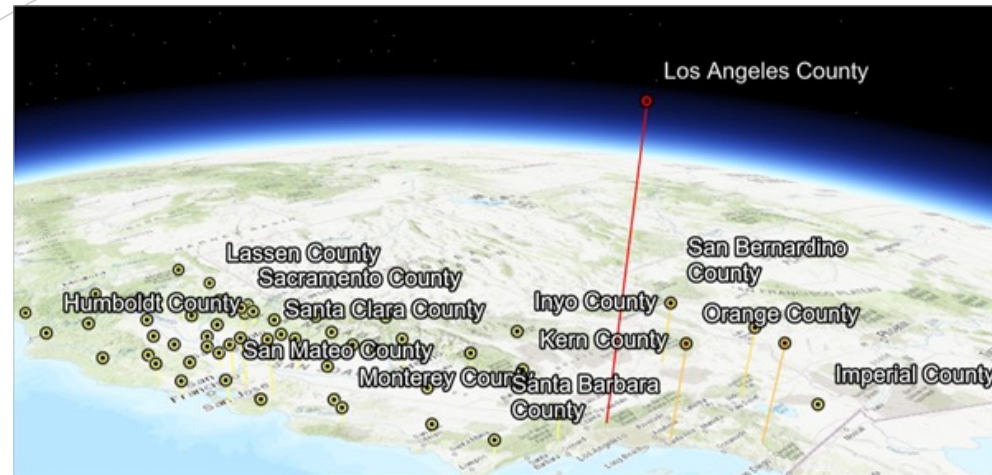 Los Angeles County
San Bernardino
County
Lassen County
Sacramento County
Inyo County
Humboldt County
Santa Clara County
Orange County
Kern County
San Mateo County
Monterey County
Santa Barbara
County
Imperial County